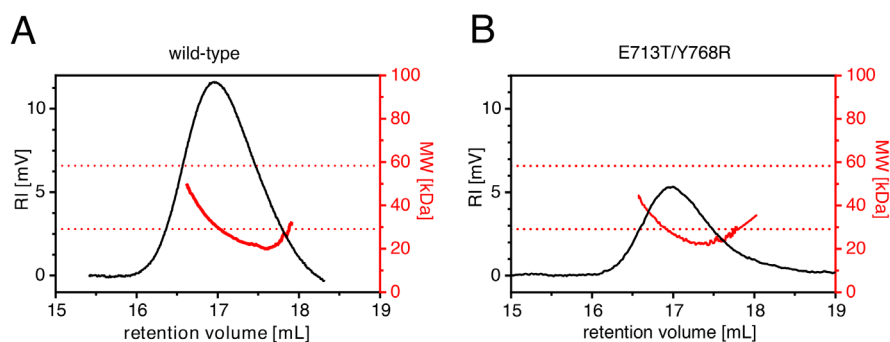 A
wild-type
RI [mV]
10
5
0
100
80
60
40
20
0
MW [kDa]
15 16 17 18 19
retention volume [mL]
B
E713T/Y768R
RI [mV]
10
5
0
100
80
60
40
20
0
MW [kDa]
15 16 17 18 19
retention volume [mL]